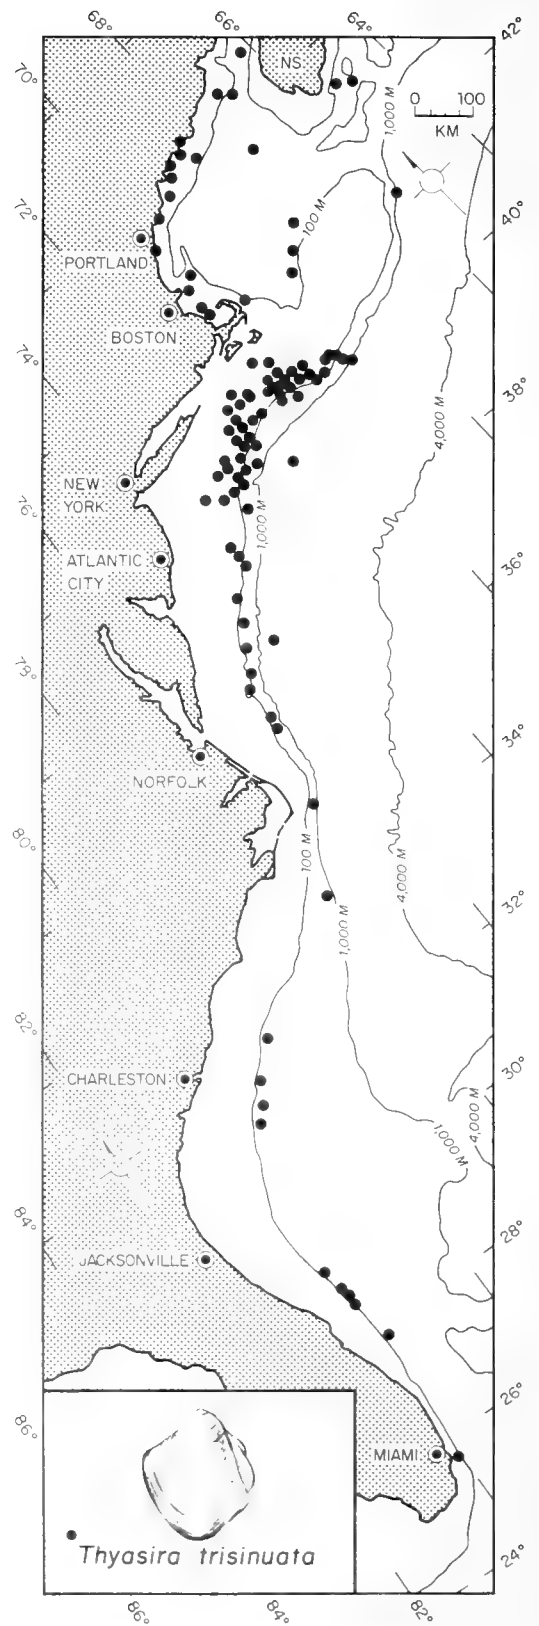 68°
66°
64°
42°
70°
NS
0 100
KM
1,000 M
72°
40°
100 M
PORTLAND
BOSTON
74°
38°
4,000 M
NEW
YORK
76°
1,000 M
ATLANTIC
CITY
36°
78°
34°
NORFOLK
80°
100 M
4,000 M
32°
1,000 M
82°
30°
CHARLESTON
4,000 M
1,000 M
84°
28°
JACKSONVILLE
26°
86°
MIAMI
Thyasira trisinuata
24°
86°
84°
82°